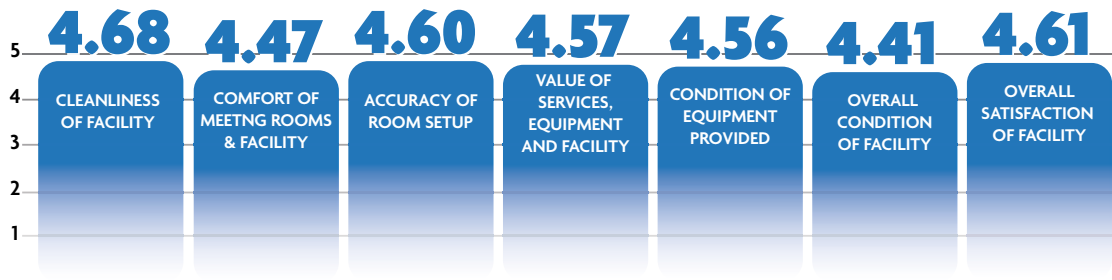 4.68
4.47
4.60
4.57
4.56
4.41
4.61
5
4
3
2
1
CLEANLINESS
OF FACILITY
COMFORT OF
MEETNG ROOMS
& FACILITY
ACCURACY OF
ROOM SETUP
VALUE OF
SERVICES,
EQUIPMENT
AND FACILITY
CONDITION OF
EQUIPMENT
PROVIDED
OVERALL
CONDITION
OF FACILITY
OVERALL
SATISFACTION
OF FACILITY